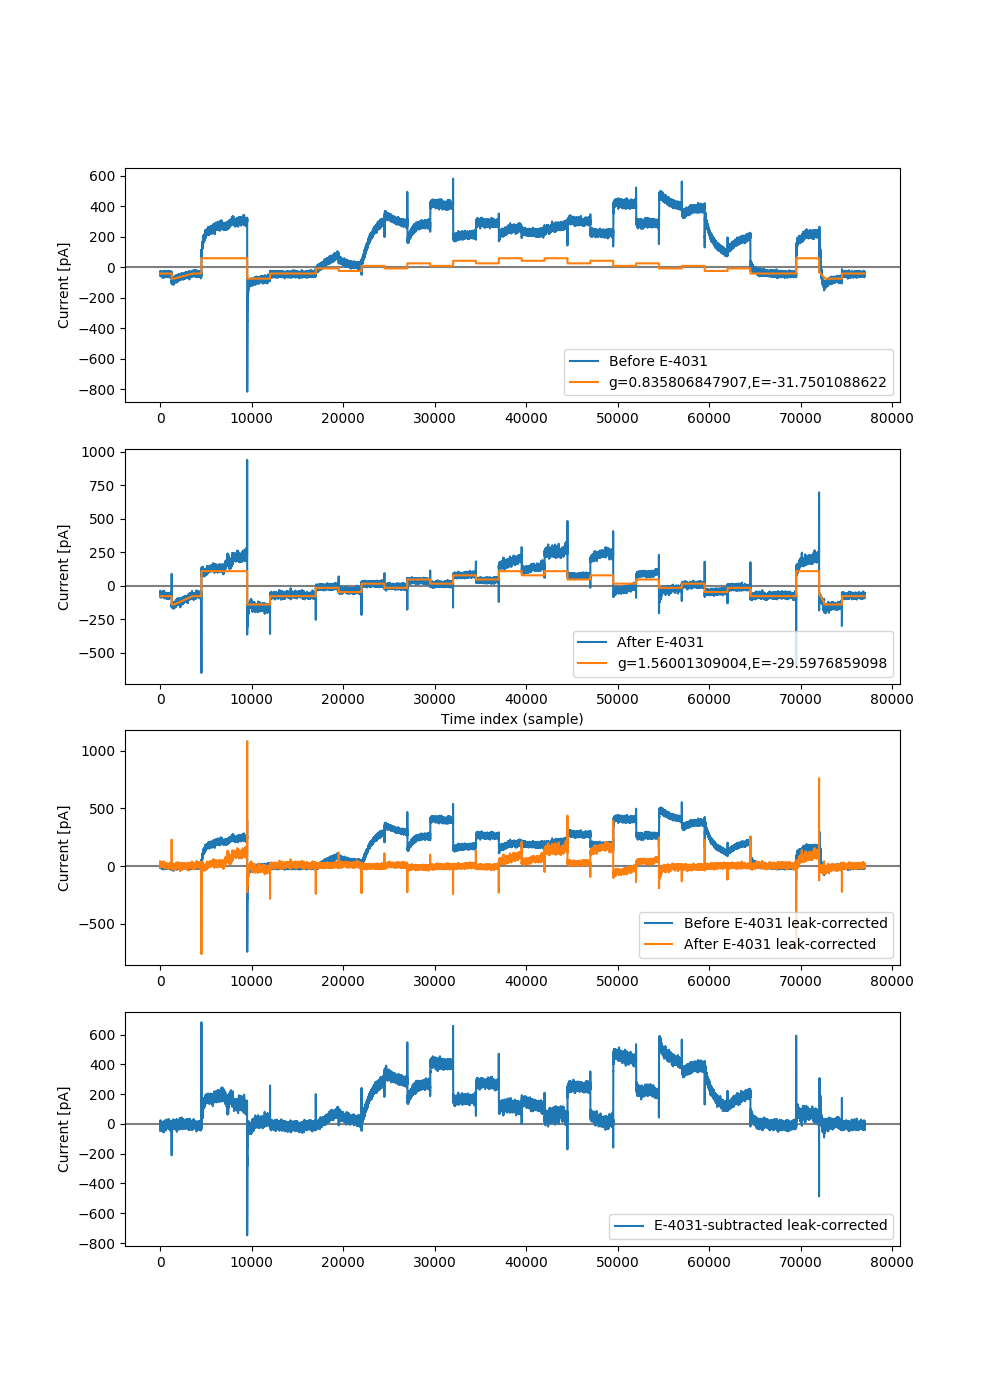 600
400
200
0
−200
−400
−600
−800
Current [pA]
Before E-4031
g=0.835806847907,E=-31.7501088622
0 10000 20000 30000 40000 50000 60000 70000 80000
1000
750
500
250
0
−250
−500
Current [pA]
After E-4031
g=1.56001309004,E=-29.5976859098
0 10000 20000 30000 40000 50000 60000 70000 80000
Time index (sample)
1000
500
0
−500
Current [pA]
Before E-4031 leak-corrected
After E-4031 leak-corrected
0 10000 20000 30000 40000 50000 60000 70000 80000
600
400
200
0
−200
−400
−600
−800
Current [pA]
E-4031-subtracted leak-corrected
0 10000 20000 30000 40000 50000 60000 70000 80000